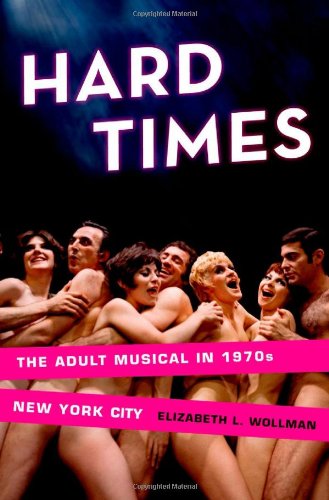 HARD
TIMES
THE ADULT MUSICAL IN 1970s
NEW YORK CITY ELIZABETH L. WOLLMAN